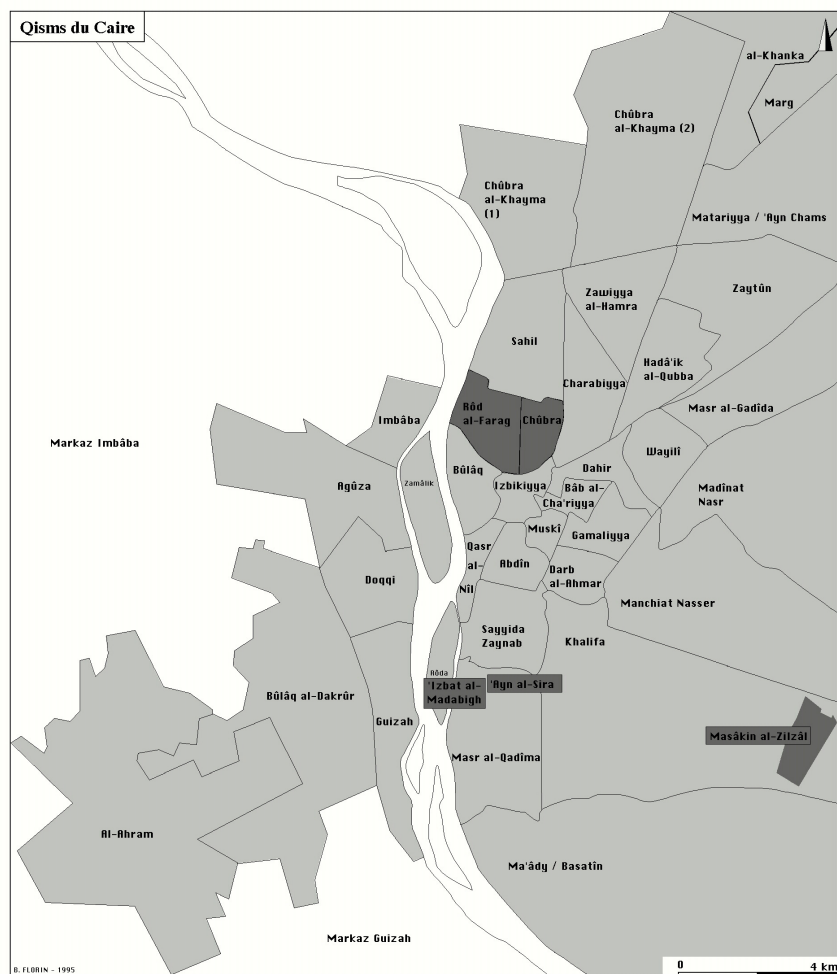 Qisms du Caire
al-Khanka
Marg
Chûbra
al-Khayma (2)
Chûbra
al-Khayma
(1)
Matariyya / 'Ayn Chams
Zaytûn
Zawiyya
al-Hamra
Sahil
Hadâ'ik
al-Qubba
Charabiyya
Masr al-Gadîda
Rôd
al-Farag
Chûbra
Imbâba
Markaz Imbâba
Wayilî
Bûlâq
Dahir
Agûza
Zamâlik
Izbikiyya
Bâb al-
Cha'riyya
Madînat
Nasr
Muskî
Gamaliyya
Qasr
al-
Nîl
Abdîn
Darb
al-Ahmar
Doqqi
Manchiat Nasser
Sayyida
Zaynab
Khalifa
Rôda
'Izbat al-
Madabigh
'Ayn al-Sira
Bûlâq al-Dakrûr
Guizah
Masâkin al-Zilzâl
Masr al-Qadîma
Al-Ahram
Ma'âdy / Basatîn
Markaz Guizah
B. FLORIN - 1995
0 4 km